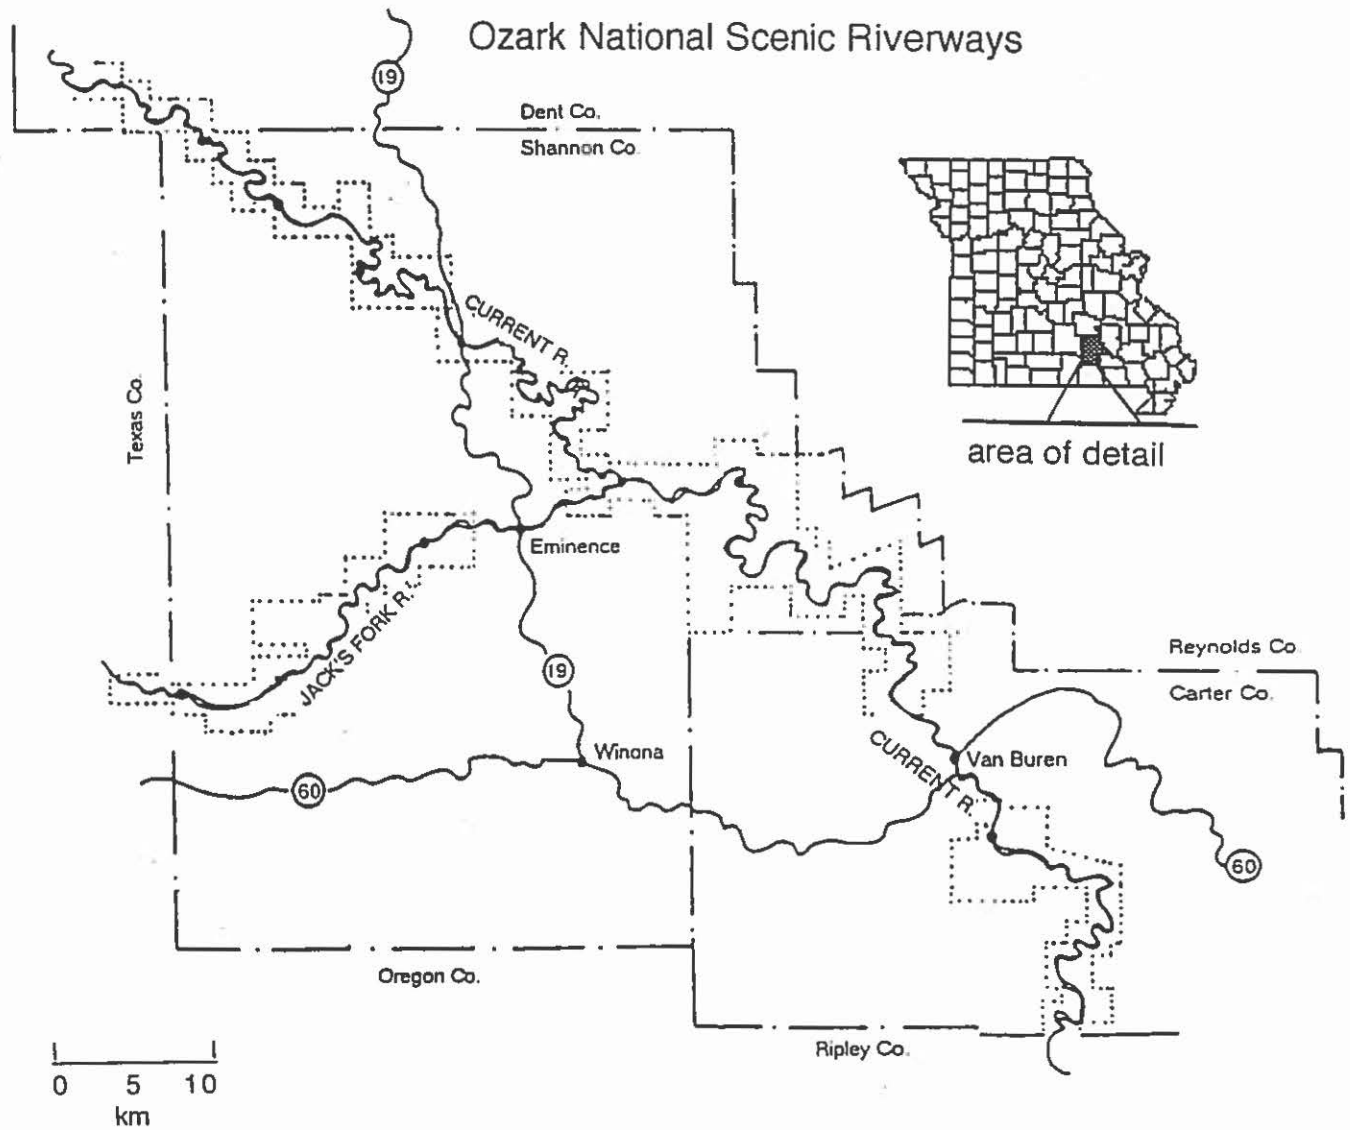 Ozark National Scenic Riverways
19
Dent Co.
Shannon Co.
CURRENT R.
Texas Co.
area of detail
Eminence
JACK'S FORK R.
19
Reynolds Co
Carter Co.
Winona
Van Buren
CURRENT R.
60
60
Oregon Co.
Ripley Co.
0 5 10
km